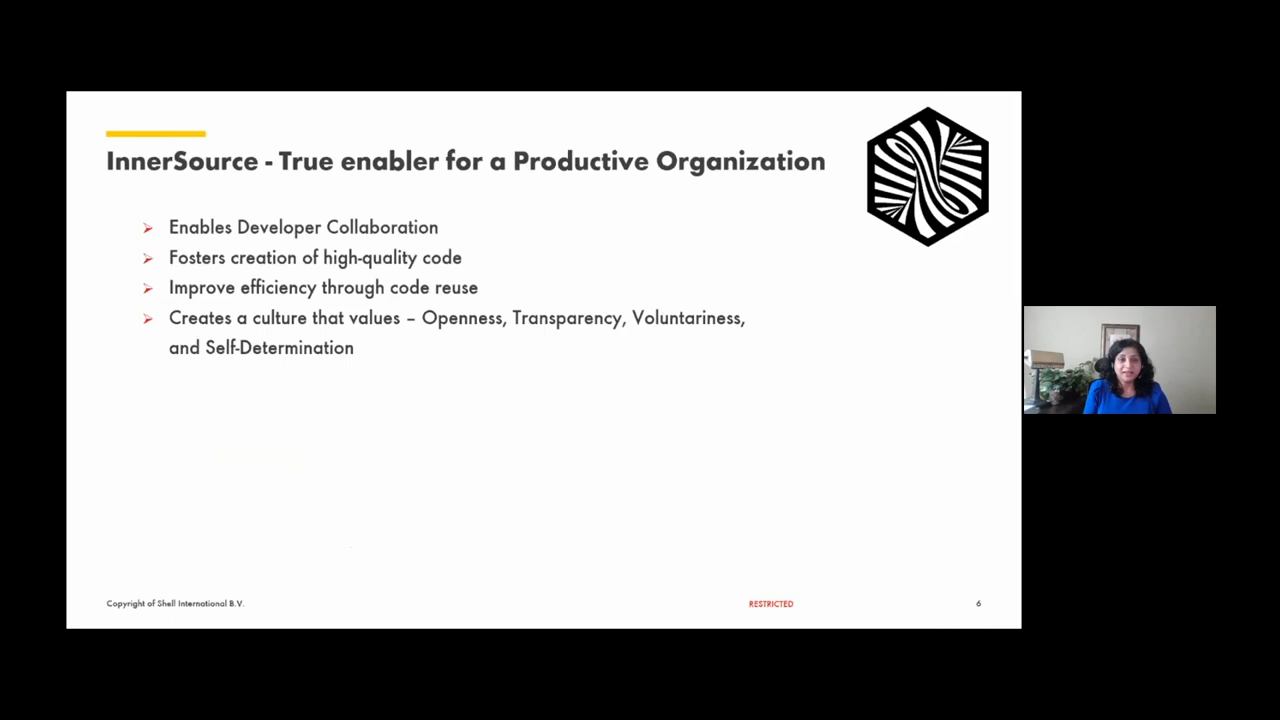 InnerSource - True enabler for a Productive Organization
Enables Developer Collaboration
Fosters creation of high-quality code
Improve efficiency through code reuse
Creates a culture that values – Openness, Transparency, Voluntariness,
and Self-Determination
Copyright of Shell International B.V.
RESTRICTED
6